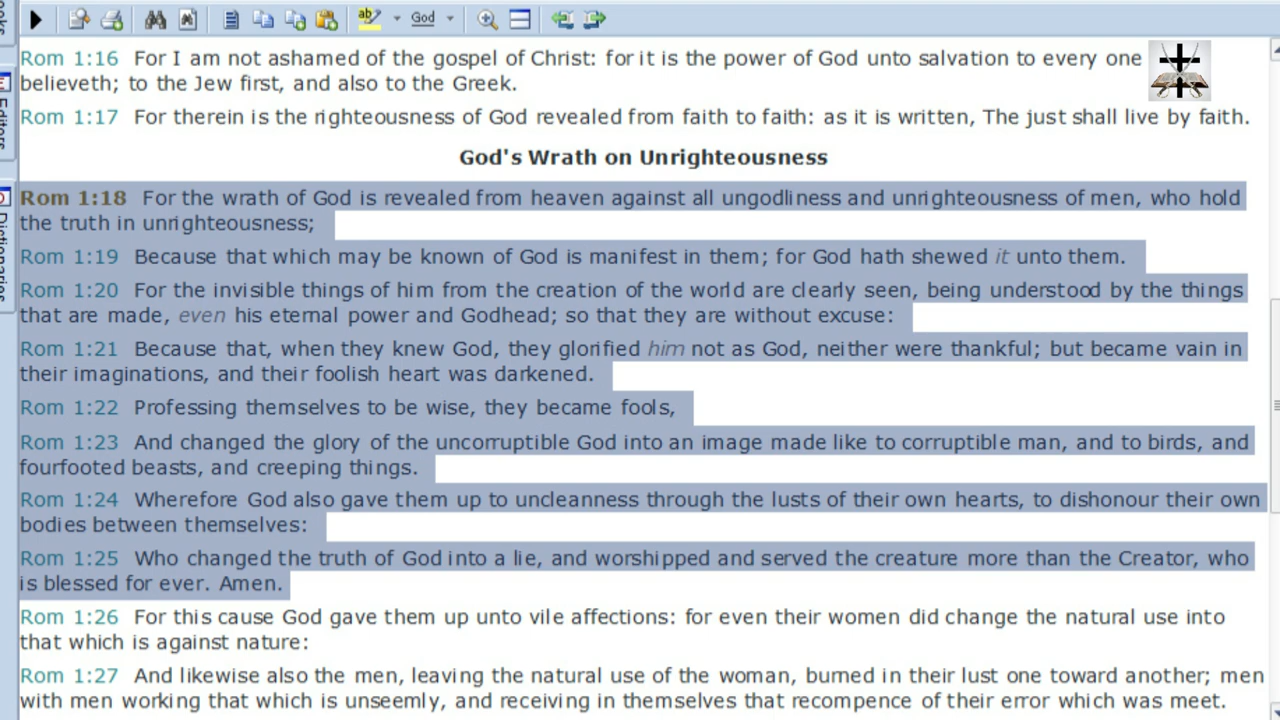 God
Rom 1:16 For I am not ashamed of the gospel of Christ: for it is the power of God unto salvation to every one
believeth; to the Jew first, and also to the Greek.
Rom 1:17 For therein is the righteousness of God revealed from faith to faith: as it is written, The just shall live by faith.
God's Wrath on Unrighteousness
Rom 1:18 For the wrath of God is revealed from heaven against all ungodliness and unrighteousness of men, who hold
the truth in unrighteousness;
Rom 1:19 Because that which may be known of God is manifest in them; for God hath shewed it unto them.
Rom 1:20 For the invisible things of him from the creation of the world are clearly seen, being understood by the things
that are made, even his eternal power and Godhead; so that they are without excuse:
Rom 1:21 Because that, when they knew God, they glorified him not as God, neither were thankful; but became vain in
their imaginations, and their foolish heart was darkened.
Rom 1:22 Professing themselves to be wise, they became fools,
Rom 1:23 And changed the glory of the uncorruptible God into an image made like to corruptible man, and to birds, and
fourfooted beasts, and creeping things.
Rom 1:24 Wherefore God also gave them up to uncleanness through the lusts of their own hearts, to dishonour their own
bodies between themselves:
Rom 1:25 Who changed the truth of God into a lie, and worshipped and served the creature more than the Creator, who
is blessed for ever. Amen.
Rom 1:26 For this cause God gave them up unto vile affections: for even their women did change the natural use into
that which is against nature:
Rom 1:27 And likewise also the men, leaving the natural use of the woman, burned in their lust one toward another; men
with men working that which is unseemly, and receiving in themselves that recompence of their error which was meet.
Editors
Dictionaries